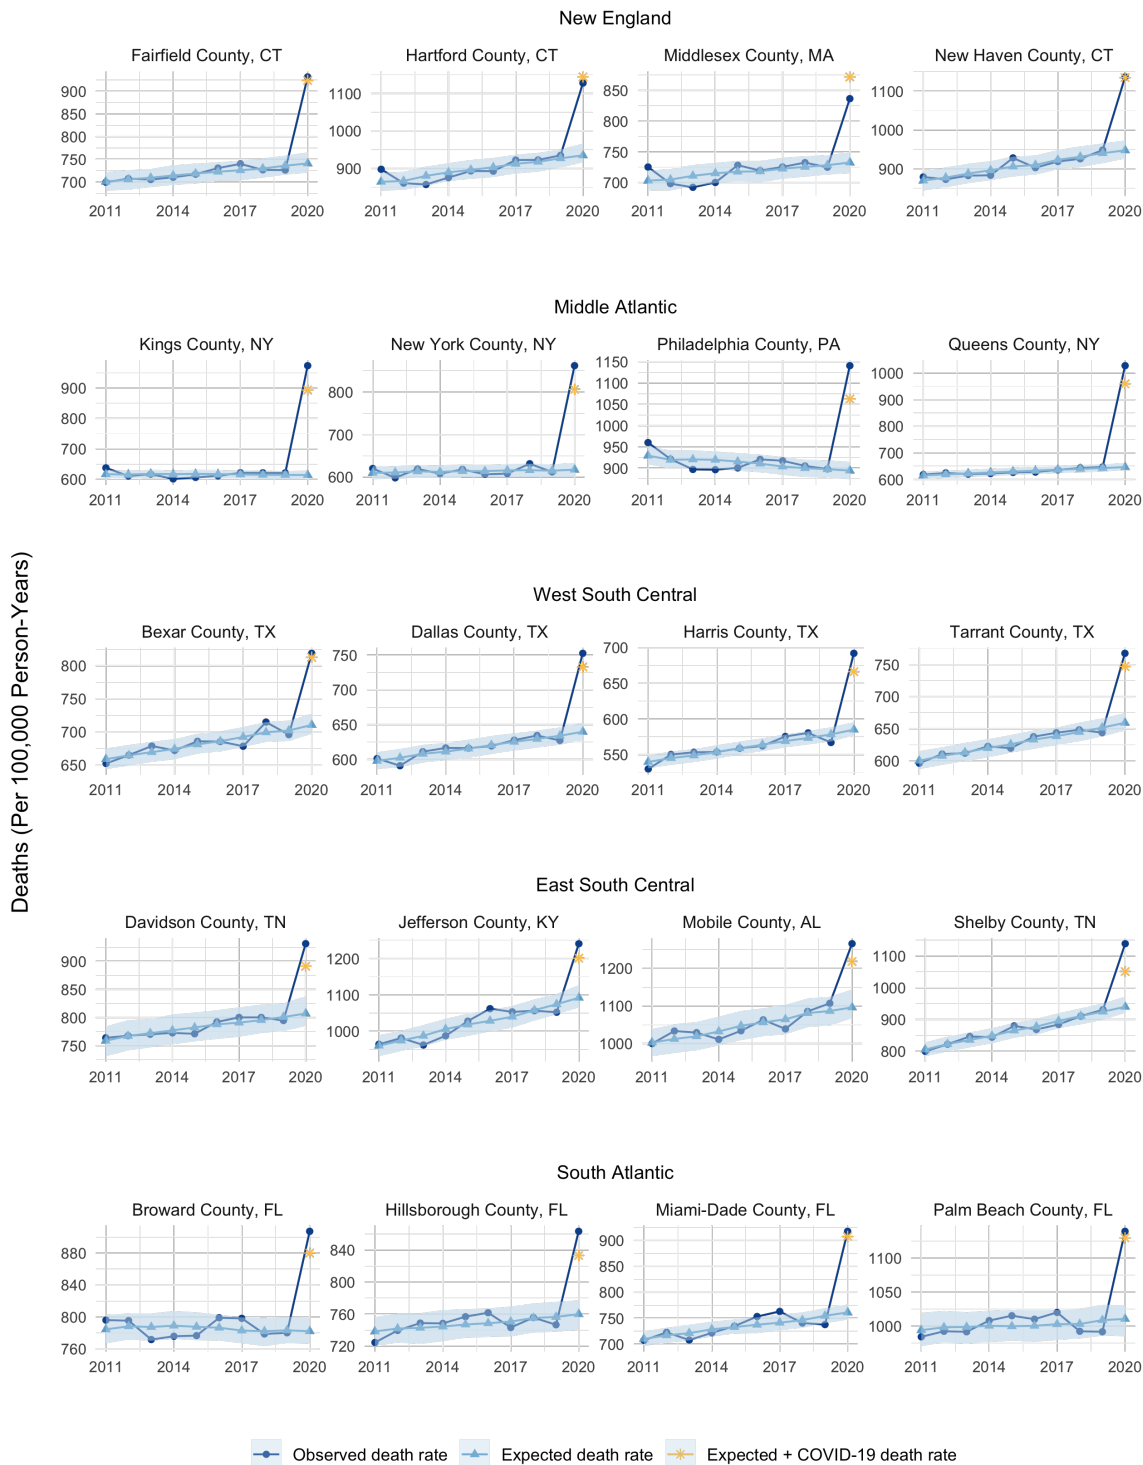 New England
Fairfield County, CT
Hartford County, CT
Middlesex County, MA
New Haven County, CT
900
850
800
750
700
2011 2014 2017 2020
1100
1000
900
2011 2014 2017 2020
850
800
750
700
2011 2014 2017 2020
1100
1000
900
2011 2014 2017 2020
Middle Atlantic
Kings County, NY
New York County, NY
Philadelphia County, PA
Queens County, NY
900
800
700
600
2011 2014 2017 2020
800
700
600
2011 2014 2017 2020
1150
1100
1050
1000
950
900
2011 2014 2017 2020
1000
900
800
700
600
2011 2014 2017 2020
Deaths (Per 100,000 Person-Years)
West South Central
Bexar County, TX
Dallas County, TX
Harris County, TX
Tarrant County, TX
800
750
700
650
2011 2014 2017 2020
750
700
650
600
2011 2014 2017 2020
700
650
600
550
2011 2014 2017 2020
750
700
650
600
2011 2014 2017 2020
East South Central
Davidson County, TN
Jefferson County, KY
Mobile County, AL
Shelby County, TN
900
850
800
750
2011 2014 2017 2020
1200
1100
1000
2011 2014 2017 2020
1200
1100
1000
2011 2014 2017 2020
1100
1000
900
800
2011 2014 2017 2020
South Atlantic
Broward County, FL
Hillsborough County, FL
Miami-Dade County, FL
Palm Beach County, FL
880
840
800
760
2011 2014 2017 2020
840
800
760
720
2011 2014 2017 2020
900
850
800
750
700
2011 2014 2017 2020
1100
1050
1000
2011 2014 2017 2020
Observed death rate
Expected death rate
Expected + COVID-19 death rate